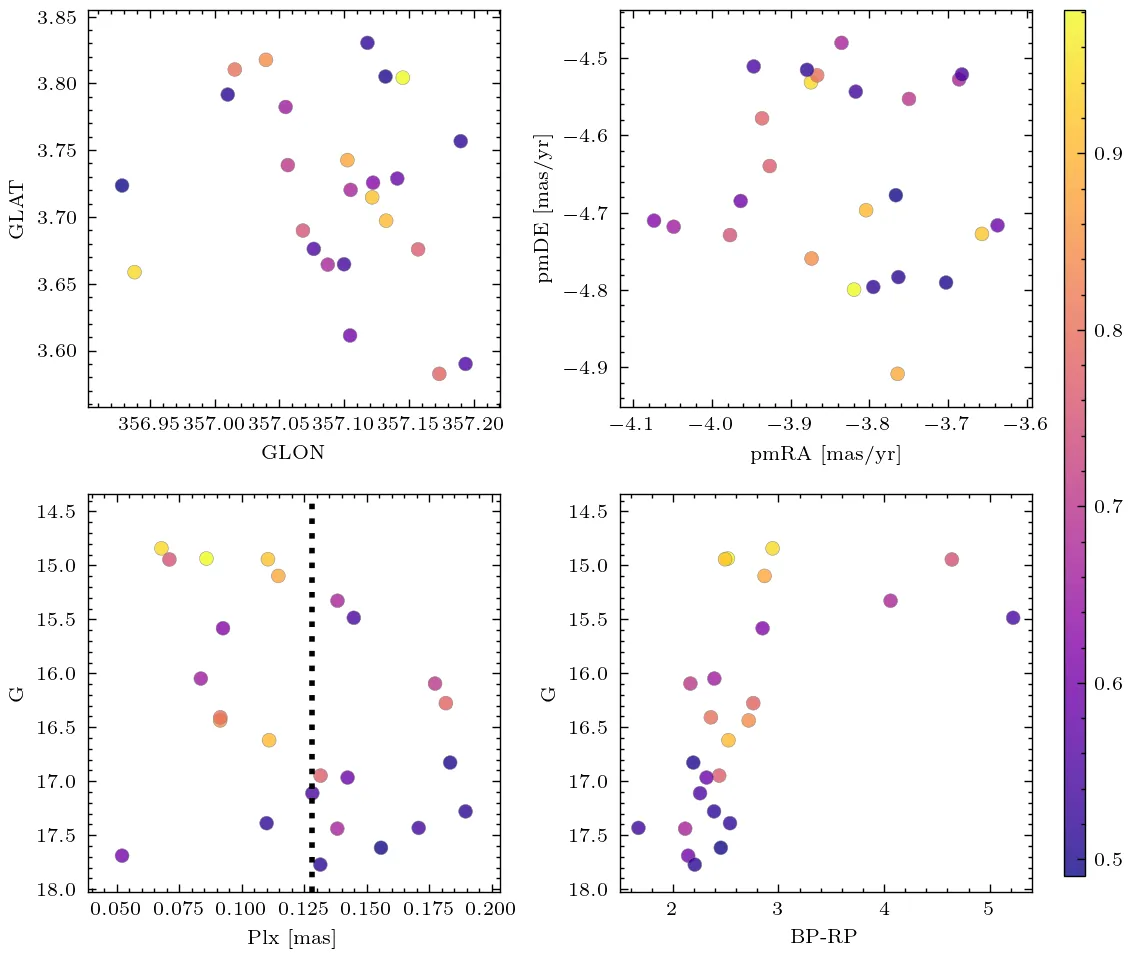 3.85
3.80
3.75
3.70
3.65
3.60
GLAT
356.95 357.00 357.05 357.10 357.15 357.20
GLON
−4.5
−4.6
−4.7
−4.8
−4.9
pmDE [mas/yr]
−4.1 −4.0 −3.9 −3.8 −3.7 −3.6
pmRA [mas/yr]
0.9
0.8
0.7
0.6
0.5
14.5
15.0
15.5
16.0
16.5
17.0
17.5
18.0
G
0.050 0.075 0.100 0.125 0.150 0.175 0.200
Plx [mas]
14.5
15.0
15.5
16.0
16.5
17.0
17.5
18.0
G
2 3 4 5
BP-RP